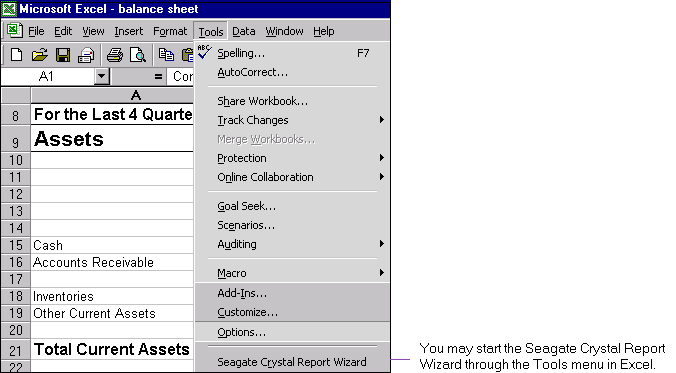 Microsoft Excel - balance sheet
File Edit View Insert Format Tools Data Window Help
ABC Spelling... F7
AutoCorrect...
A1 = Cor
A
Share Workbook...
8 For the Last 4 Quarte
Track Changes
9 Assets
Merge Workbooks...
10
Protection
11
Online Collaboration
12
13
Goal Seek...
14
Scenarios...
15 Cash
Auditing
16 Accounts Receivable
17
Macro
18 Inventories
Add-Ins...
19 Other Current Assets
Customize...
20
Options...
21 Total Current Assets
22
Seagate Crystal Report Wizard
You may start the Seagate Crystal Report
Wizard through the Tools menu in Excel.